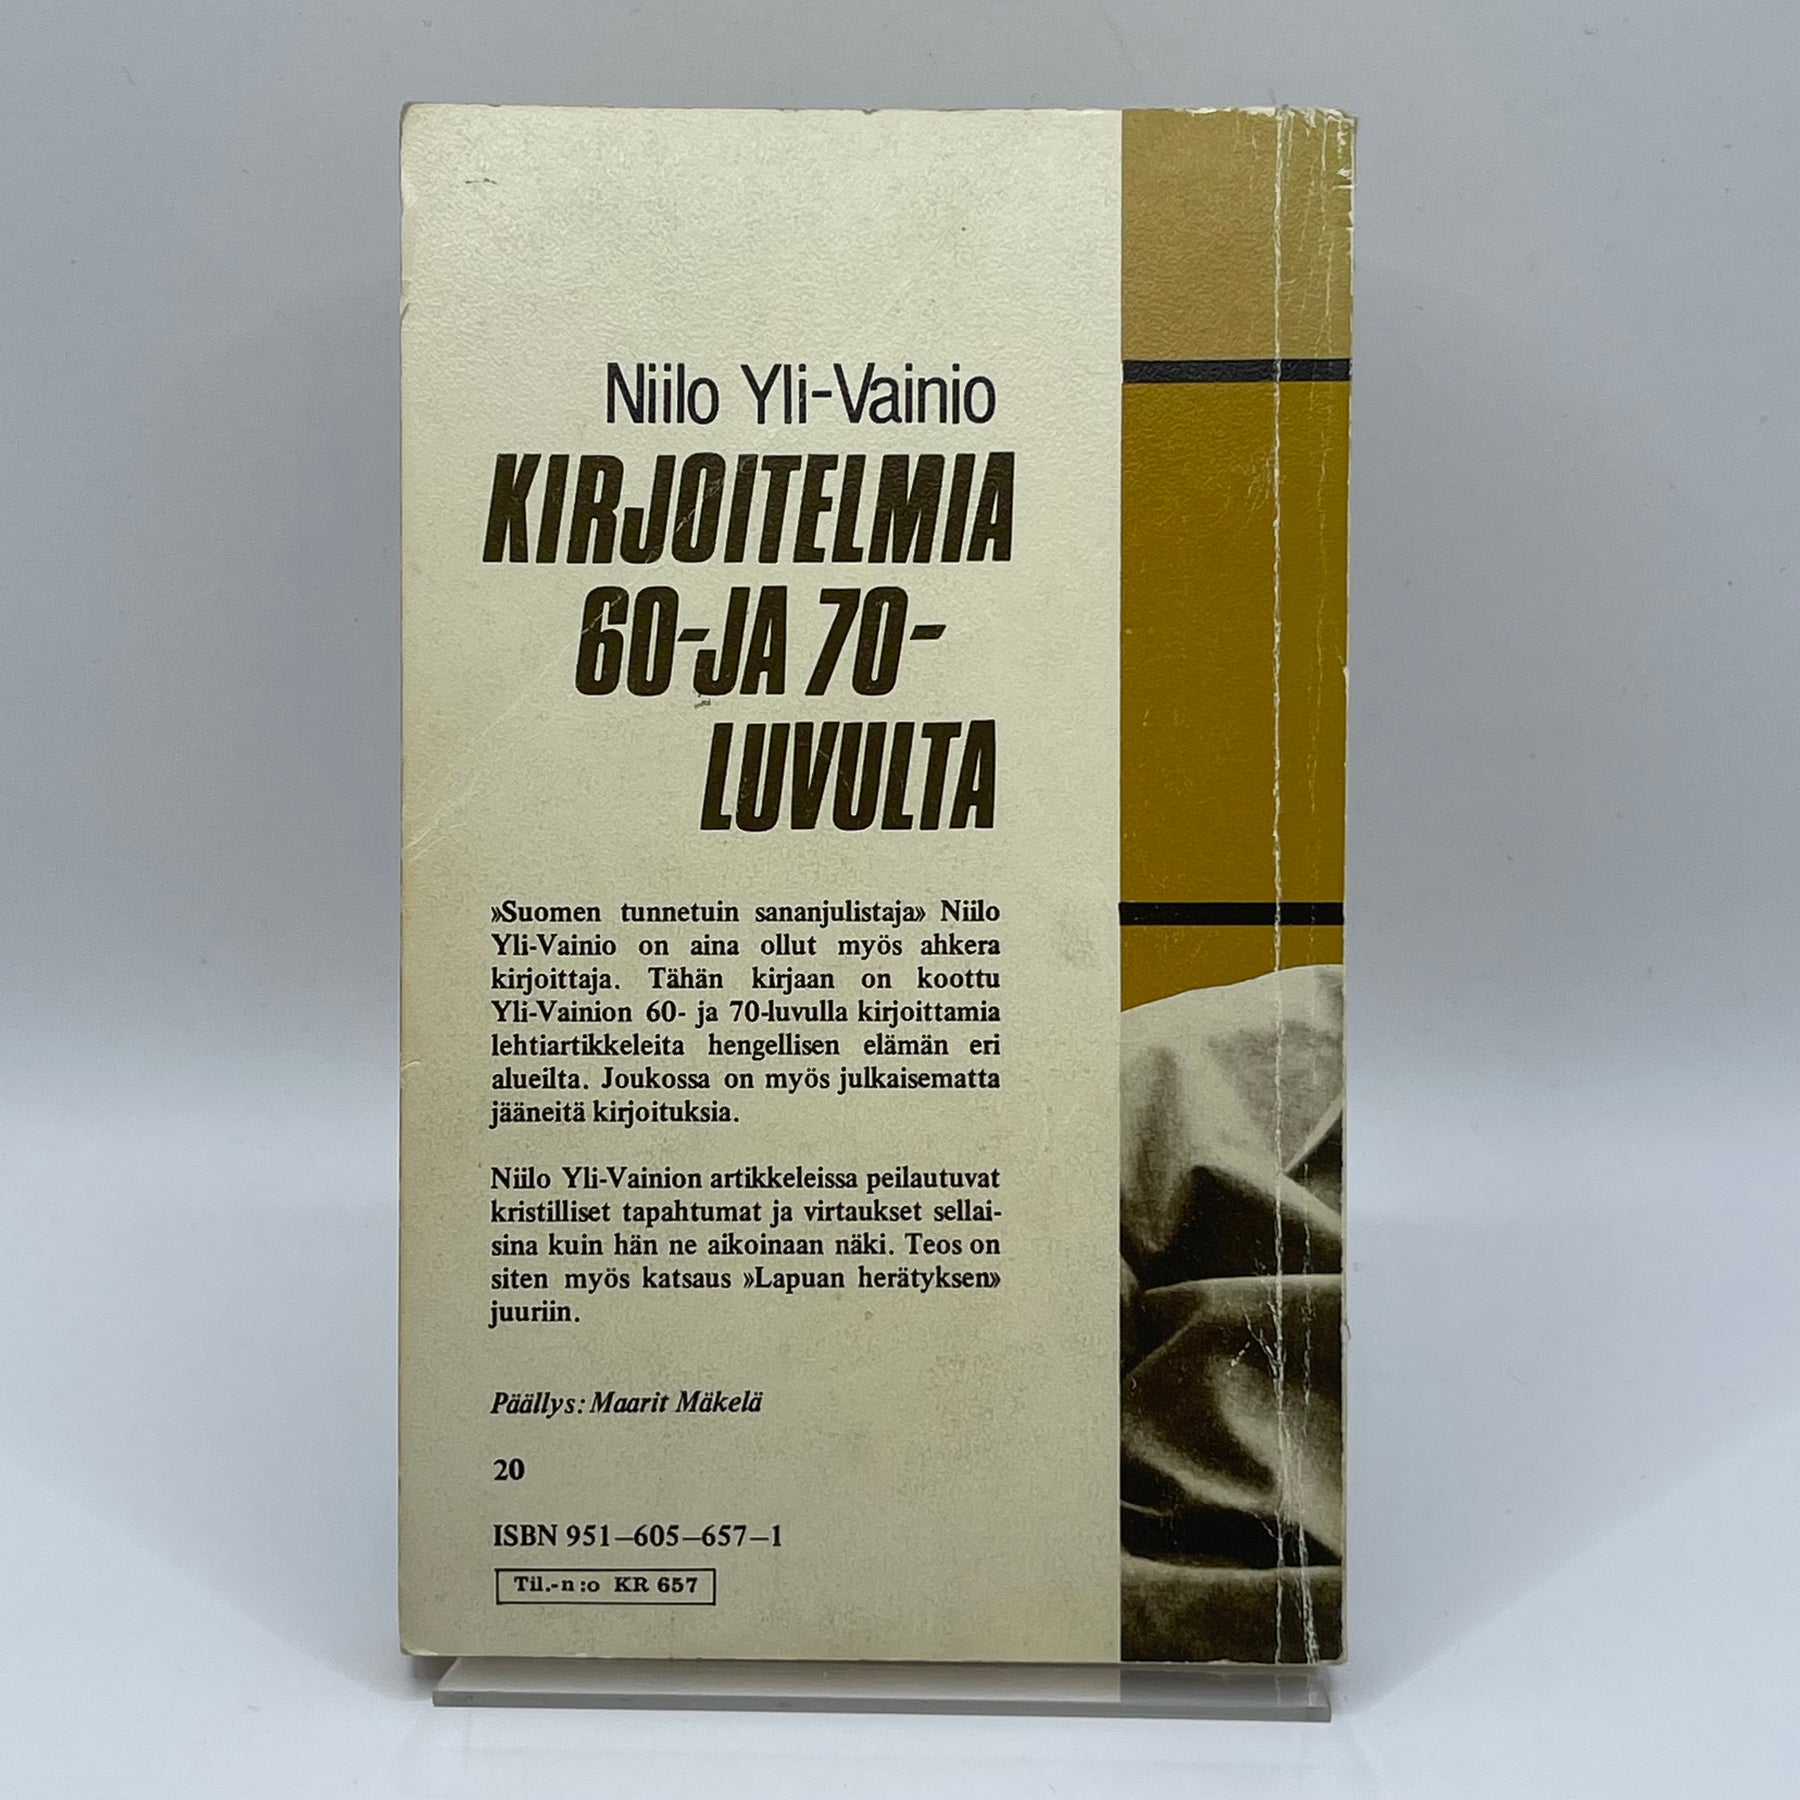 Niilo Yli-Vainio
KIRJOITELMIA
60-JA 70-
LUVULTA
»Suomen tunnetuin sananjulistaja» Niilo
Yli-Vainio on aina ollut myös ahkera
kirjoittaja. Tähän kirjaan on koottu
Yli-Vainion 60- ja 70-luvulla kirjoittamia
lehtiartikkeleita hengellisen elämän eri
alueilta. Joukossa on myös julkaisematta
jääneitä kirjoituksia.
Niilo Yli-Vainion artikkeleissa peilautuvat
kristilliset tapahtumat ja virtaukset sellai-
sina kuin hän ne aikoinaan näki. Teos on
siten myös katsaus »Lapuan herätyksen»
juuriin.
Päällys: Maarit Mäkelä
20
ISBN 951–605–657–1
Til.-n:o KR 657